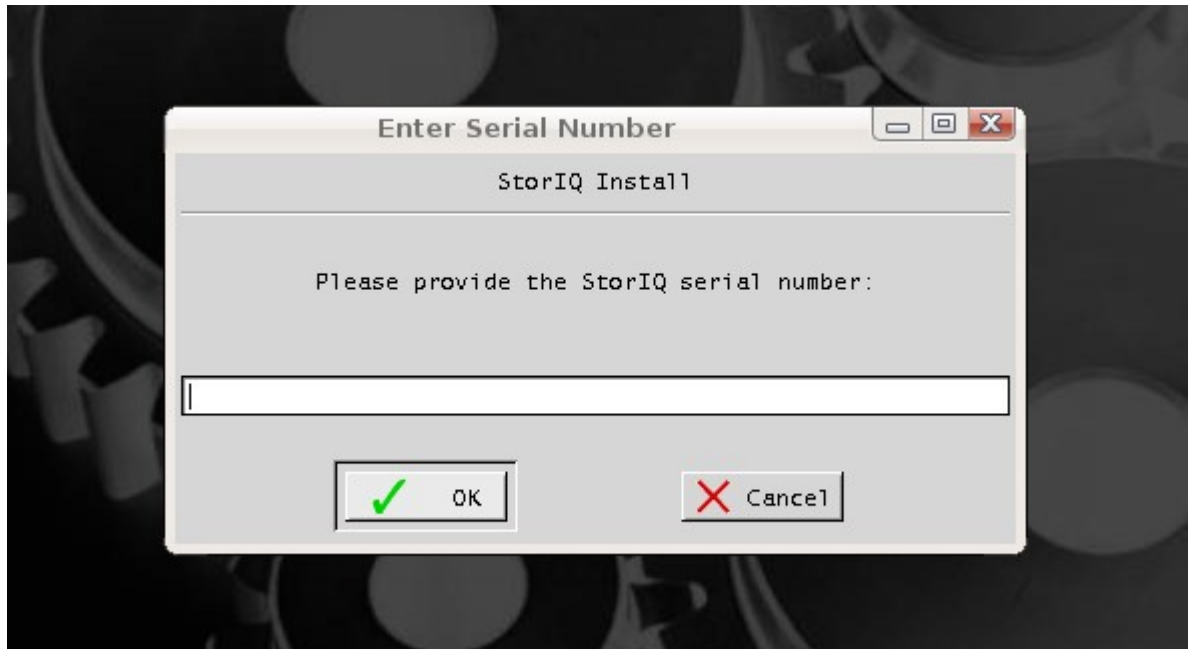 Enter Serial Number
StorIQ Install
Please provide the StorIQ serial number:
OK
Cancel